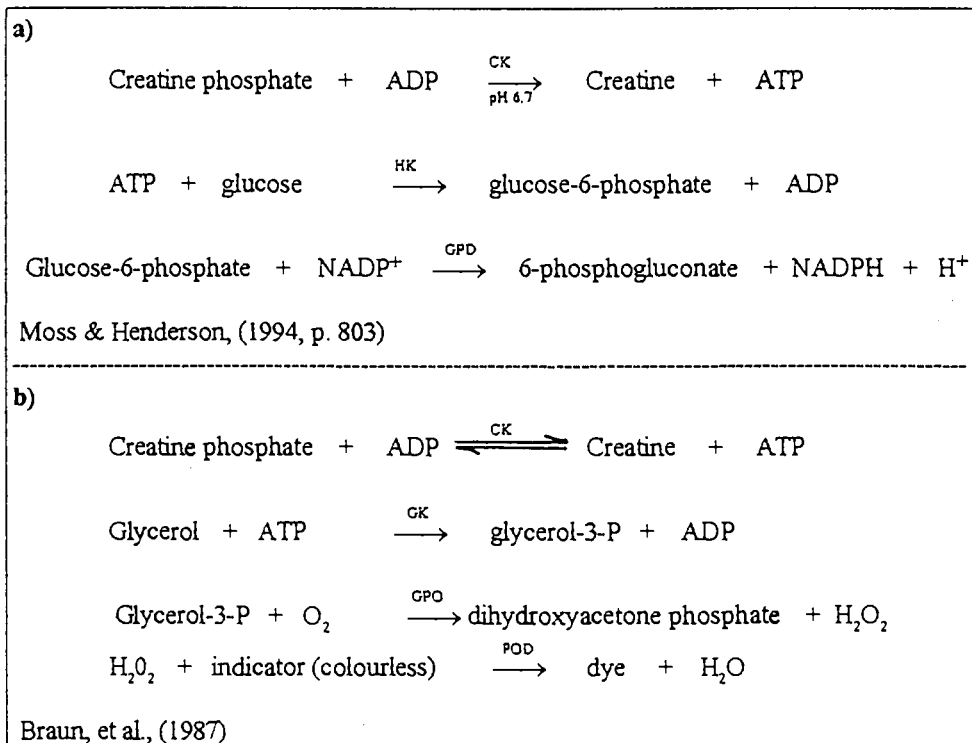 a)
CK
Creatine phosphate + ADP ⟶ Creatine + ATP
pH 6.7
HK
ATP + glucose ⟶ glucose-6-phosphate + ADP
GPD
Glucose-6-phosphate + NADP⁺ ⟶ 6-phosphogluconate + NADPH + H⁺
Moss & Henderson, (1994, p. 803)
b)
CK
Creatine phosphate + ADP ⇌ Creatine + ATP
GK
Glycerol + ATP ⟶ glycerol-3-P + ADP
GPO
Glycerol-3-P + O₂ ⟶ dihydroxyacetone phosphate + H₂O₂
POD
H₂0₂ + indicator (colourless) ⟶ dye + H₂O
Braun, et al., (1987)